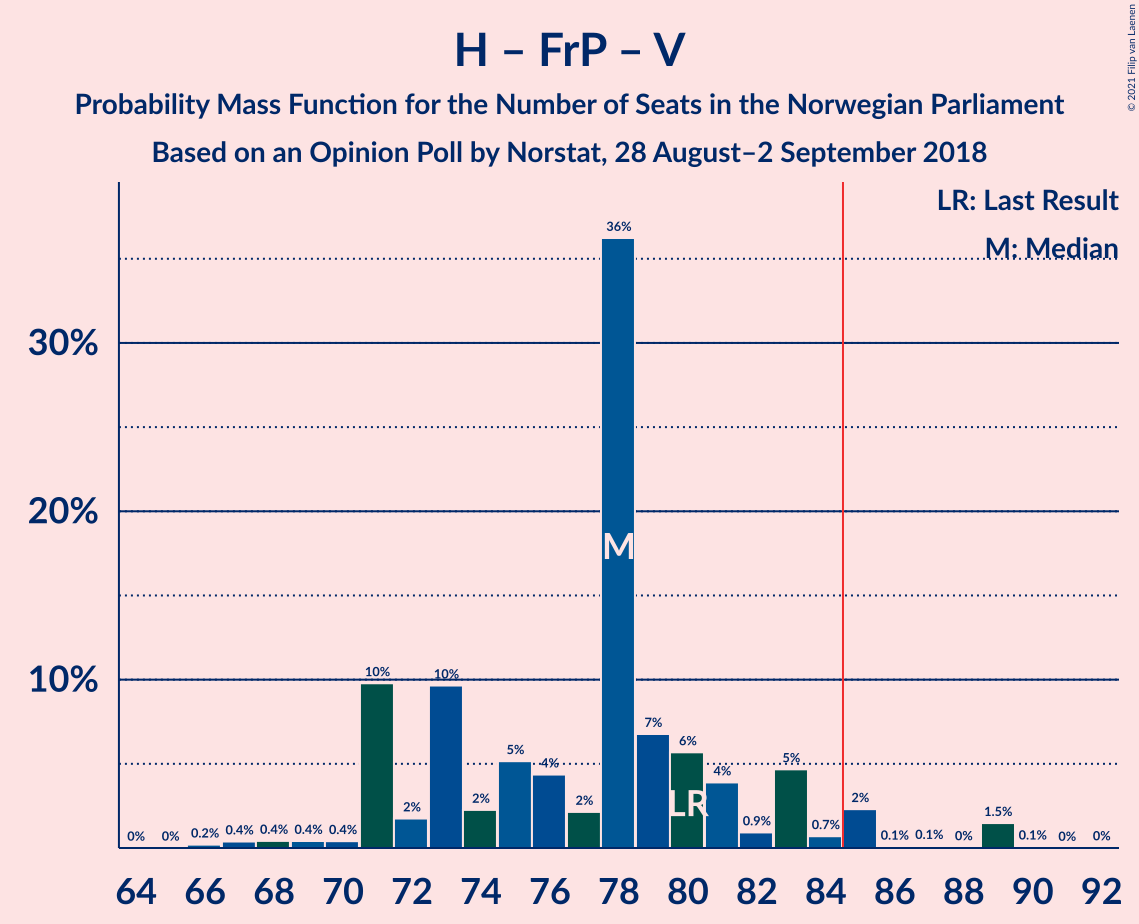 H – FrP – V
Probability Mass Function for the Number of Seats in the Norwegian Parliament
Based on an Opinion Poll by Norstat, 28 August–2 September 2018
© 2021 Filip van Laenen
LR: Last Result
M: Median
30%
20%
10%
0% 0% 0.2% 0.4% 0.4% 0.4% 0.4% 10% 2% 10% 2% 5% 4% 2% 36% 7% 6% 4% 0.9% 5% 0.7% 2% 0.1% 0.1% 0% 1.5% 0.1% 0% 0%
M
LR
64 66 68 70 72 74 76 78 80 82 84 86 88 90 92